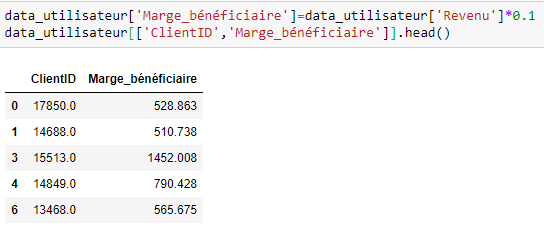 data_utilisateur['Marge_bénéficiaire']=data_utilisateur['Revenu']*0.1
data_utilisateur[['ClientID','Marge_bénéficiaire']].head()
ClientID Marge_bénéficiaire
0 17850.0 528.863
1 14688.0 510.738
3 15513.0 1452.008
4 14849.0 790.428
6 13468.0 565.675